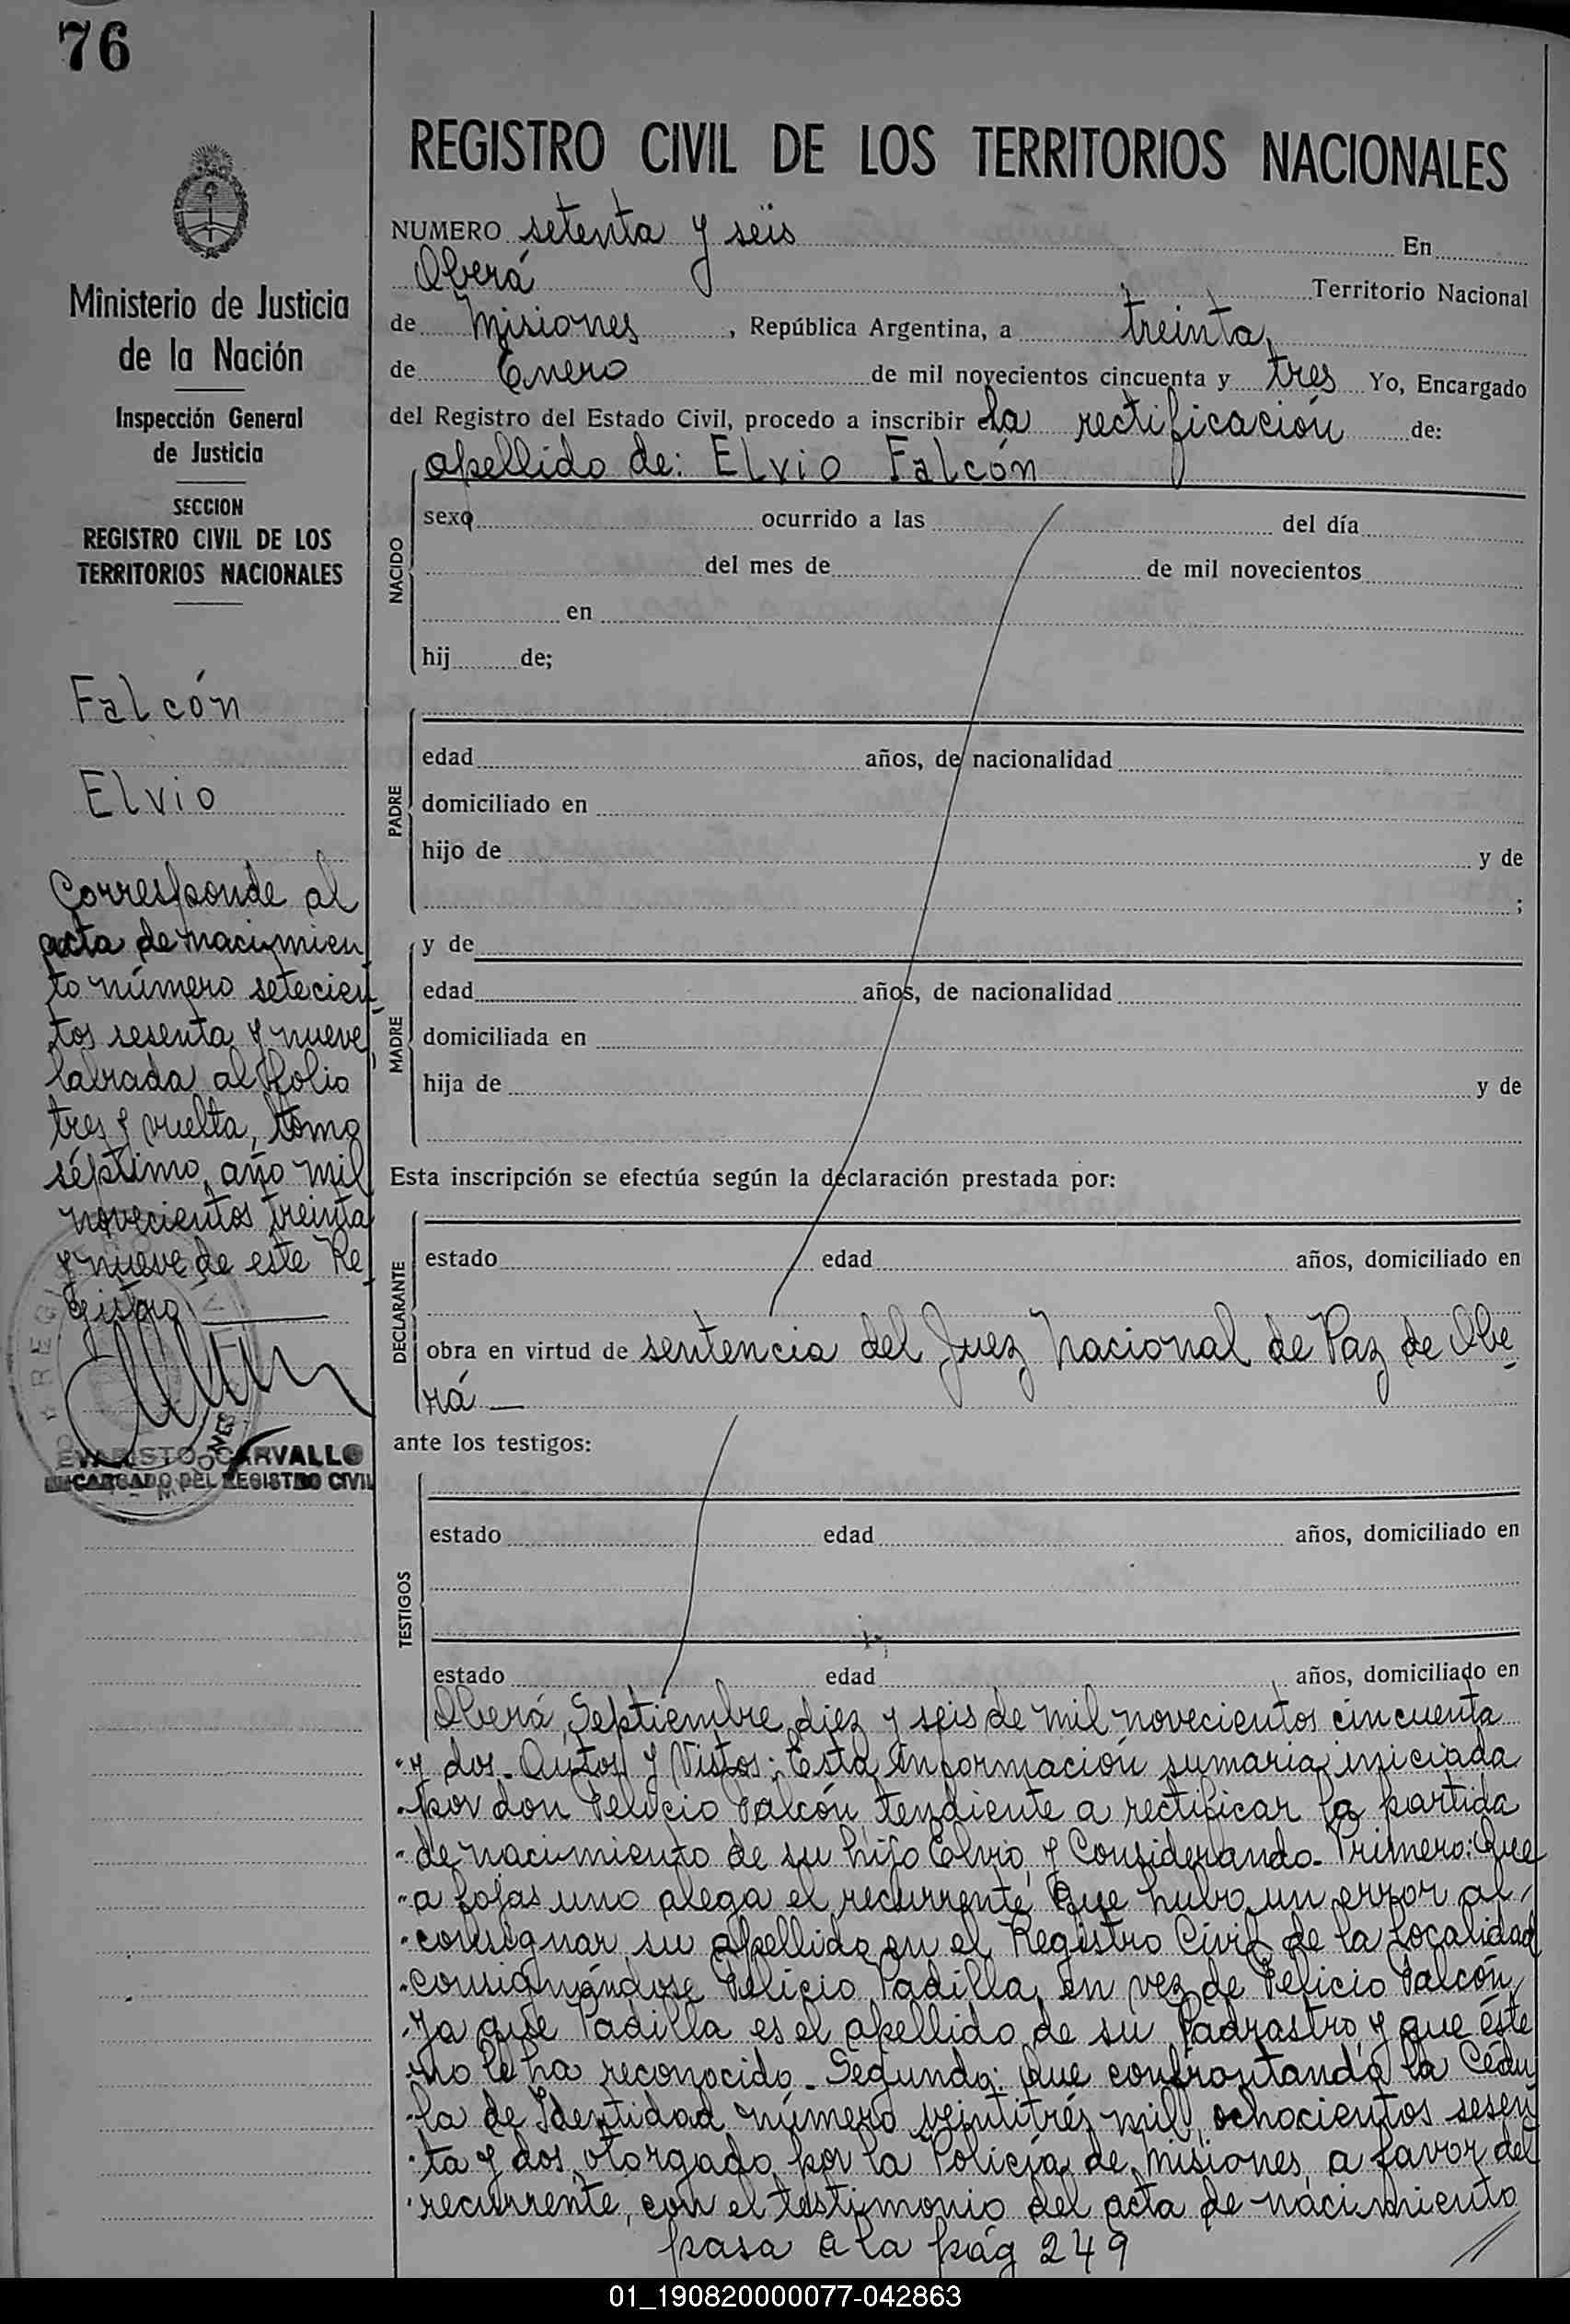 76
Ministerio de Justicia
de la Nación
Inspección General
de Justicia
SECCION
REGISTRO CIVIL DE LOS
TERRITORIOS NACIONALES
Falcón
Elvio
Corresponde al
acta de nacimien
to número setecien
tos sesenta y nueve
labrada al folio
tres y vuelta, tomo
séptimo, año mil
novecientos treinta
y nueve de este Re
gistro
EVARISTO CARVALLO
ENCARGADO DEL REGISTRO CIVIL
REGISTRO CIVIL DE LOS TERRITORIOS NACIONALES
NUMERO setenta y seis En
Oberá Territorio Nacional
de Misiones, República Argentina, a treinta,
de Enero de mil novecientos cincuenta y tres Yo, Encargado
del Registro del Estado Civil, procedo a inscribir la rectificación de:
apellido de: Elvio Falcón
NACIDO
sexo ocurrido a las del día
del mes de de mil novecientos
en
hij de;
PADRE
edad años, de nacionalidad
domiciliado en
hijo de y de
;
MADRE
y de
edad años, de nacionalidad
domiciliada en
hija de y de
Esta inscripción se efectúa según la declaración prestada por:
DECLARANTE
estado edad años, domiciliado en
obra en virtud de sentencia del Juez Nacional de Paz de Obe
rá —
ante los testigos:
TESTIGOS
estado edad años, domiciliado en
estado edad años, domiciliado en
Oberá, Septiembre diez y seis de mil novecientos cincuenta
"y dos. Autos y Vistos: Esta información sumaria iniciada
"por don Felicio Falcón, tendiente a rectificar la partida
"de nacimiento de su hijo Elvio, y Considerando. Primero: Que
"a fojas uno alega el recurrente que hubo un error al
"consignar su apellido en el Registro Civil de la Localidad
"consignándose Felicio Padilla, en vez de Felicio Falcón,
"ya que Padilla es el apellido de su Padrastro y que éste
"no le ha reconocido. Segundo: Que confrontando la Cédu
"la de Identidad número veintitrés mil ochocientos sesen
"ta y dos, otorgado por la Policía de Misiones, a favor del
"recurrente, con el testimonio del acta de nacimiento
pasa a la pág 249
01_190820000077-042863